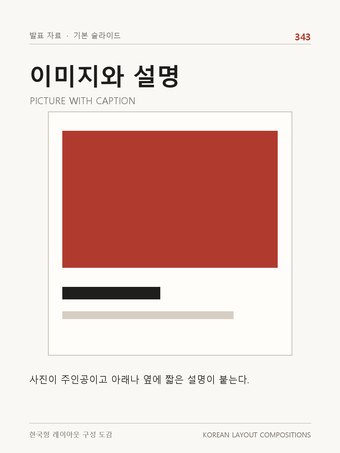 발표 자료 · 기본 슬라이드
343
이미지와 설명
PICTURE WITH CAPTION
사진이 주인공이고 아래나 옆에 짧은 설명이 붙는다.
한국형 레이아웃 구성 도감
KOREAN LAYOUT COMPOSITIONS